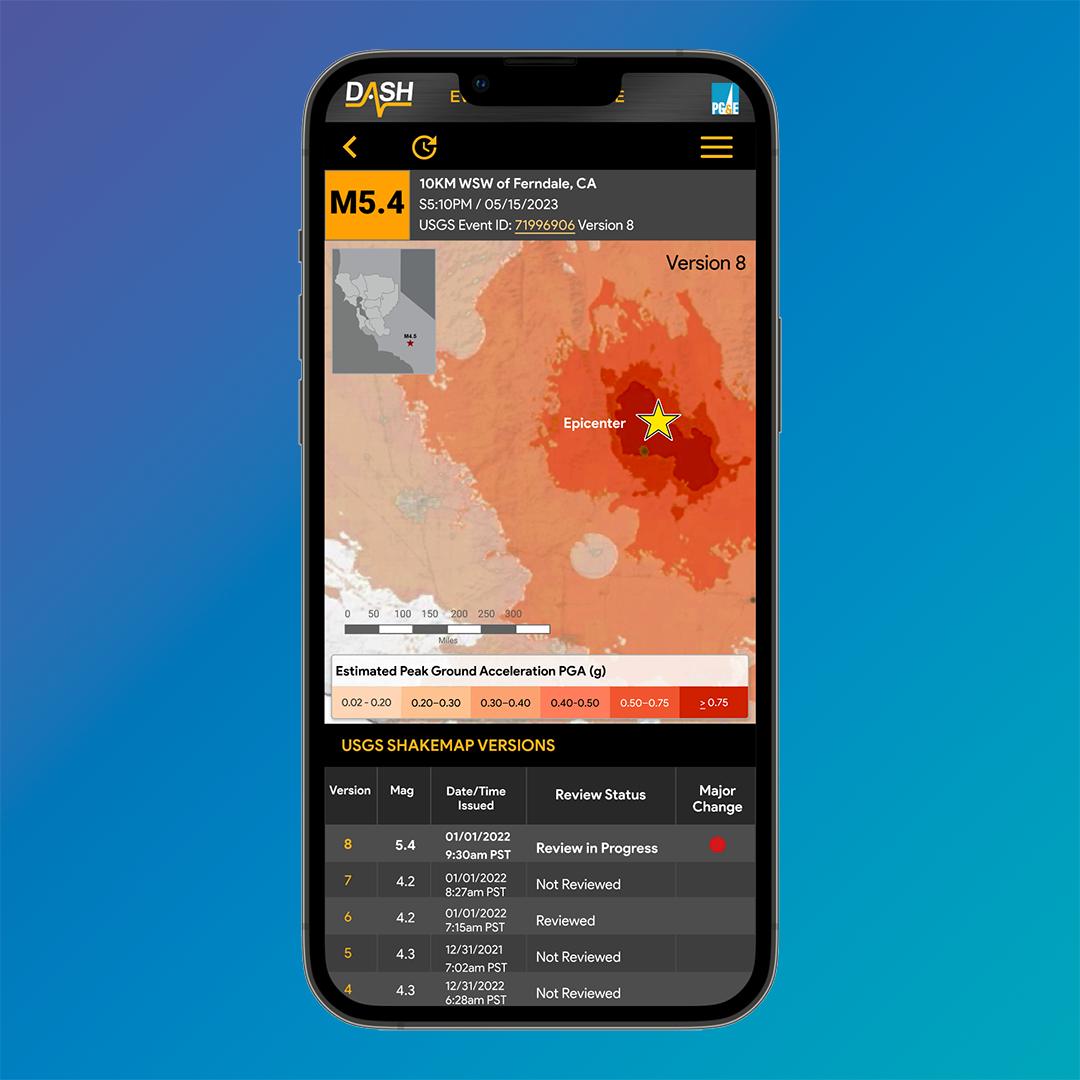 DASH
PG&E
M5.4
10KM WSW of Ferndale, CA
S5:10PM / 05/15/2023
USGS Event ID: 71996906 Version 8
Version 8
M4.5
Epicenter
0 50 100 150 200 250 300
Miles
Estimated Peak Ground Acceleration PGA (g)
0.02 - 0.20 0.20–0.30 0.30–0.40 0.40-0.50 0.50–0.75 ≥ 0.75
USGS SHAKEMAP VERSIONS
Version Mag Date/Time Issued Review Status Major Change
8 5.4 01/01/2022 9:30am PST Review in Progress
7 4.2 01/01/2022 8:27am PST Not Reviewed
6 4.2 01/01/2022 7:15am PST Reviewed
5 4.3 12/31/2021 7:02am PST Not Reviewed
4 4.3 12/31/2022 6:28am PST Not Reviewed